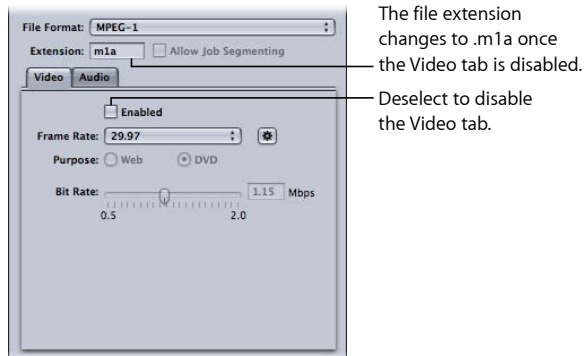 File Format: MPEG-1
Extension: m1a Allow Job Segmenting
Video Audio
Enabled
Frame Rate: 29.97
Purpose: Web DVD
Bit Rate: 1.15 Mbps
0.5 2.0
The file extension
changes to .m1a once
the Video tab is disabled.
Deselect to disable
the Video tab.